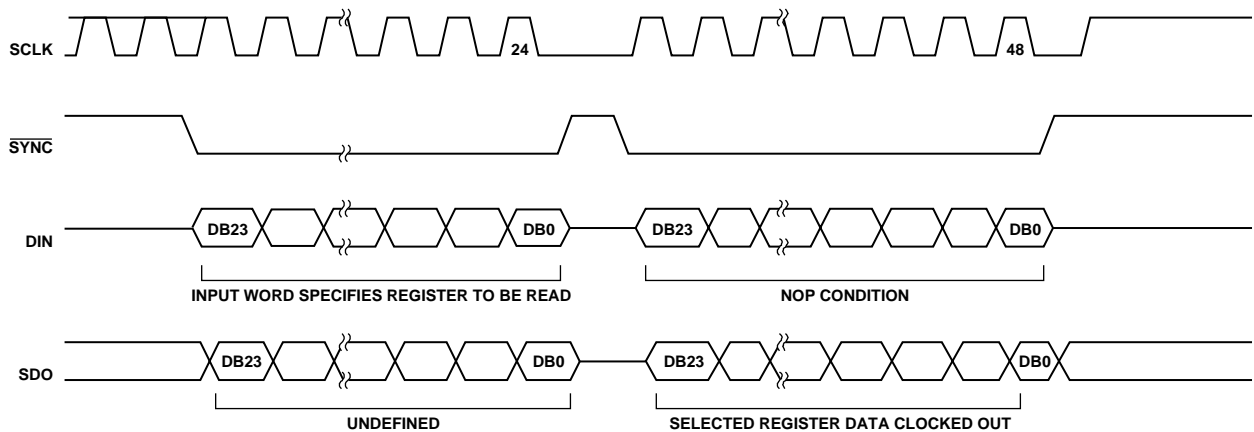 SCLK
24
48
SYNC
DIN
DB23
DB0
DB23
DB0
INPUT WORD SPECIFIES REGISTER TO BE READ
NOP CONDITION
SDO
DB23
DB0
DB23
DB0
UNDEFINED
SELECTED REGISTER DATA CLOCKED OUT